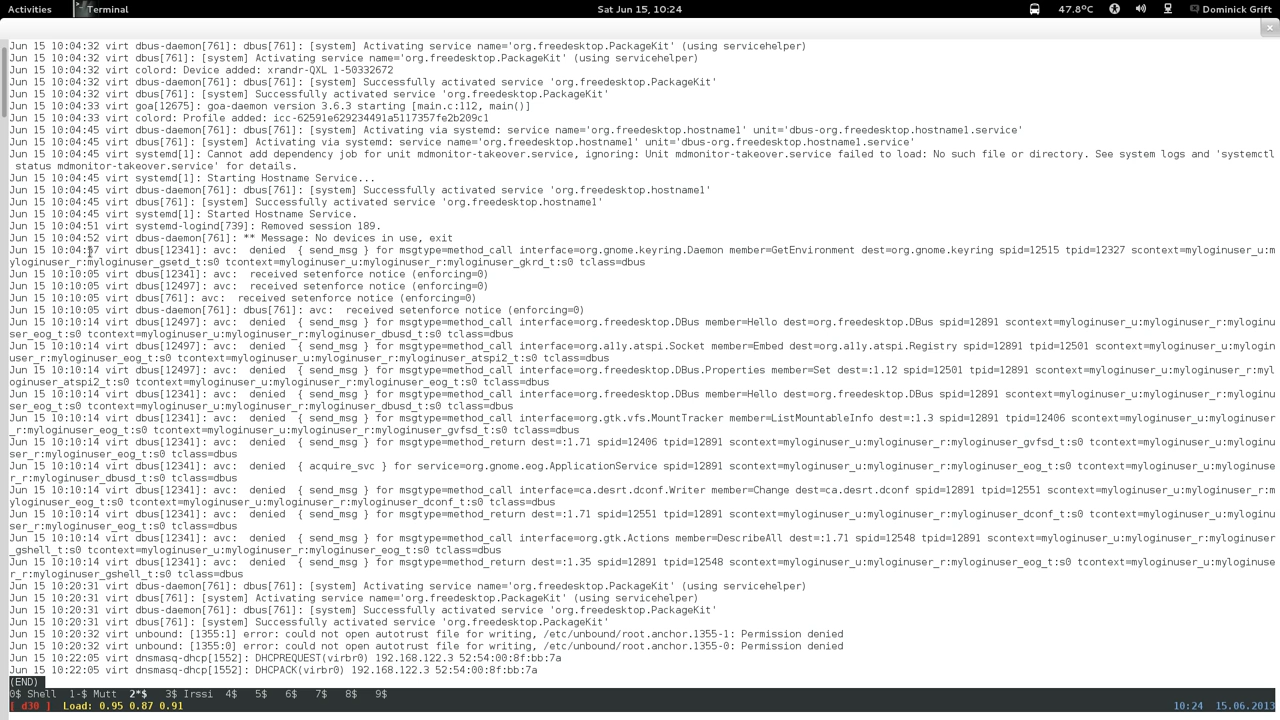 Activities Terminal Sat Jun 15, 10:24 47.8°C Dominick Grift
Jun 15 10:04:32 virt dbus-daemon[761]: dbus[761]: [system] Activating service name='org.freedesktop.PackageKit' (using servicehelper)
Jun 15 10:04:32 virt dbus[761]: [system] Activating service name='org.freedesktop.PackageKit' (using servicehelper)
Jun 15 10:04:32 virt colord: Device added: xrandr-QXL 1-50332672
Jun 15 10:04:32 virt dbus-daemon[761]: dbus[761]: [system] Successfully activated service 'org.freedesktop.PackageKit'
Jun 15 10:04:32 virt dbus[761]: [system] Successfully activated service 'org.freedesktop.PackageKit'
Jun 15 10:04:33 virt goa[12675]: goa-daemon version 3.6.3 starting [main.c:112, main()]
Jun 15 10:04:33 virt colord: Profile added: icc-62591e629234491a5117357fe2b209c1
Jun 15 10:04:45 virt dbus-daemon[761]: dbus[761]: [system] Activating via systemd: service name='org.freedesktop.hostname1' unit='dbus-org.freedesktop.hostname1.service'
Jun 15 10:04:45 virt dbus[761]: [system] Activating via systemd: service name='org.freedesktop.hostname1' unit='dbus-org.freedesktop.hostname1.service'
Jun 15 10:04:45 virt systemd[1]: Cannot add dependency job for unit mdmonitor-takeover.service, ignoring: Unit mdmonitor-takeover.service failed to load: No such file or directory. See system logs and 'systemctl
 status mdmonitor-takeover.service' for details.
Jun 15 10:04:45 virt systemd[1]: Starting Hostname Service...
Jun 15 10:04:45 virt dbus-daemon[761]: dbus[761]: [system] Successfully activated service 'org.freedesktop.hostname1'
Jun 15 10:04:45 virt dbus[761]: [system] Successfully activated service 'org.freedesktop.hostname1'
Jun 15 10:04:45 virt systemd[1]: Started Hostname Service.
Jun 15 10:04:51 virt systemd-logind[739]: Removed session 189.
Jun 15 10:04:52 virt dbus-daemon[761]: ** Message: No devices in use, exit
Jun 15 10:04:57 virt dbus[12341]: avc:  denied  { send_msg } for msgtype=method_call interface=org.gnome.keyring.Daemon member=GetEnvironment dest=org.gnome.keyring spid=12515 tpid=12327 scontext=myloginuser_u:m
yloginuser_r:myloginuser_gsetd_t:s0 tcontext=myloginuser_u:myloginuser_r:myloginuser_gkrd_t:s0 tclass=dbus
Jun 15 10:10:05 virt dbus[12341]: avc:  received setenforce notice (enforcing=0)
Jun 15 10:10:05 virt dbus[12497]: avc:  received setenforce notice (enforcing=0)
Jun 15 10:10:05 virt dbus[761]: avc:  received setenforce notice (enforcing=0)
Jun 15 10:10:05 virt dbus-daemon[761]: dbus[761]: avc:  received setenforce notice (enforcing=0)
Jun 15 10:10:14 virt dbus[12497]: avc:  denied  { send_msg } for msgtype=method_call interface=org.freedesktop.DBus member=Hello dest=org.freedesktop.DBus spid=12891 scontext=myloginuser_u:myloginuser_r:myloginu
ser_eog_t:s0 tcontext=myloginuser_u:myloginuser_r:myloginuser_dbusd_t:s0 tclass=dbus
Jun 15 10:10:14 virt dbus[12497]: avc:  denied  { send_msg } for msgtype=method_call interface=org.a11y.atspi.Socket member=Embed dest=org.a11y.atspi.Registry spid=12891 tpid=12501 scontext=myloginuser_u:mylogin
user_r:myloginuser_eog_t:s0 tcontext=myloginuser_u:myloginuser_r:myloginuser_atspi2_t:s0 tclass=dbus
Jun 15 10:10:14 virt dbus[12497]: avc:  denied  { send_msg } for msgtype=method_call interface=org.freedesktop.DBus.Properties member=Set dest=:1.12 spid=12501 tpid=12891 scontext=myloginuser_u:myloginuser_r:myl
oginuser_atspi2_t:s0 tcontext=myloginuser_u:myloginuser_r:myloginuser_eog_t:s0 tclass=dbus
Jun 15 10:10:14 virt dbus[12341]: avc:  denied  { send_msg } for msgtype=method_call interface=org.freedesktop.DBus member=Hello dest=org.freedesktop.DBus spid=12891 scontext=myloginuser_u:myloginuser_r:myloginu
ser_eog_t:s0 tcontext=myloginuser_u:myloginuser_r:myloginuser_dbusd_t:s0 tclass=dbus
Jun 15 10:10:14 virt dbus[12341]: avc:  denied  { send_msg } for msgtype=method_call interface=org.gtk.vfs.MountTracker member=ListMountableInfo dest=:1.3 spid=12891 tpid=12406 scontext=myloginuser_u:myloginuser
_r:myloginuser_eog_t:s0 tcontext=myloginuser_u:myloginuser_r:myloginuser_gvfsd_t:s0 tclass=dbus
Jun 15 10:10:14 virt dbus[12341]: avc:  denied  { send_msg } for msgtype=method_return dest=:1.71 spid=12406 tpid=12891 scontext=myloginuser_u:myloginuser_r:myloginuser_gvfsd_t:s0 tcontext=myloginuser_u:myloginu
ser_r:myloginuser_eog_t:s0 tclass=dbus
Jun 15 10:10:14 virt dbus[12341]: avc:  denied  { acquire_svc } for service=org.gnome.eog.ApplicationService spid=12891 scontext=myloginuser_u:myloginuser_r:myloginuser_eog_t:s0 tcontext=myloginuser_u:myloginuse
r_r:myloginuser_dbusd_t:s0 tclass=dbus
Jun 15 10:10:14 virt dbus[12341]: avc:  denied  { send_msg } for msgtype=method_call interface=ca.desrt.dconf.Writer member=Change dest=ca.desrt.dconf spid=12891 tpid=12551 scontext=myloginuser_u:myloginuser_r:m
yloginuser_eog_t:s0 tcontext=myloginuser_u:myloginuser_r:myloginuser_dconf_t:s0 tclass=dbus
Jun 15 10:10:14 virt dbus[12341]: avc:  denied  { send_msg } for msgtype=method_return dest=:1.71 spid=12551 tpid=12891 scontext=myloginuser_u:myloginuser_r:myloginuser_dconf_t:s0 tcontext=myloginuser_u:myloginu
ser_r:myloginuser_eog_t:s0 tclass=dbus
Jun 15 10:10:14 virt dbus[12341]: avc:  denied  { send_msg } for msgtype=method_call interface=org.gtk.Actions member=DescribeAll dest=:1.71 spid=12548 tpid=12891 scontext=myloginuser_u:myloginuser_r:myloginuser
_gshell_t:s0 tcontext=myloginuser_u:myloginuser_r:myloginuser_eog_t:s0 tclass=dbus
Jun 15 10:10:14 virt dbus[12341]: avc:  denied  { send_msg } for msgtype=method_return dest=:1.35 spid=12891 tpid=12548 scontext=myloginuser_u:myloginuser_r:myloginuser_eog_t:s0 tcontext=myloginuser_u:myloginuse
r_r:myloginuser_gshell_t:s0 tclass=dbus
Jun 15 10:20:31 virt dbus-daemon[761]: dbus[761]: [system] Activating service name='org.freedesktop.PackageKit' (using servicehelper)
Jun 15 10:20:31 virt dbus[761]: [system] Activating service name='org.freedesktop.PackageKit' (using servicehelper)
Jun 15 10:20:31 virt dbus-daemon[761]: dbus[761]: [system] Successfully activated service 'org.freedesktop.PackageKit'
Jun 15 10:20:31 virt dbus[761]: [system] Successfully activated service 'org.freedesktop.PackageKit'
Jun 15 10:20:32 virt unbound: [1355:1] error: could not open autotrust file for writing, /etc/unbound/root.anchor.1355-1: Permission denied
Jun 15 10:20:32 virt unbound: [1355:0] error: could not open autotrust file for writing, /etc/unbound/root.anchor.1355-0: Permission denied
Jun 15 10:22:05 virt dnsmasq-dhcp[1552]: DHCPREQUEST(virbr0) 192.168.122.3 52:54:00:8f:bb:7a
Jun 15 10:22:05 virt dnsmasq-dhcp[1552]: DHCPACK(virbr0) 192.168.122.3 52:54:00:8f:bb:7a
(END)
0$ Shell  1-$ Mutt  2*$  3$ Irssi  4$  5$  6$  7$  8$  9$
[ d30 ]  Load: 0.95 0.87 0.91 10:24  15.06.2013